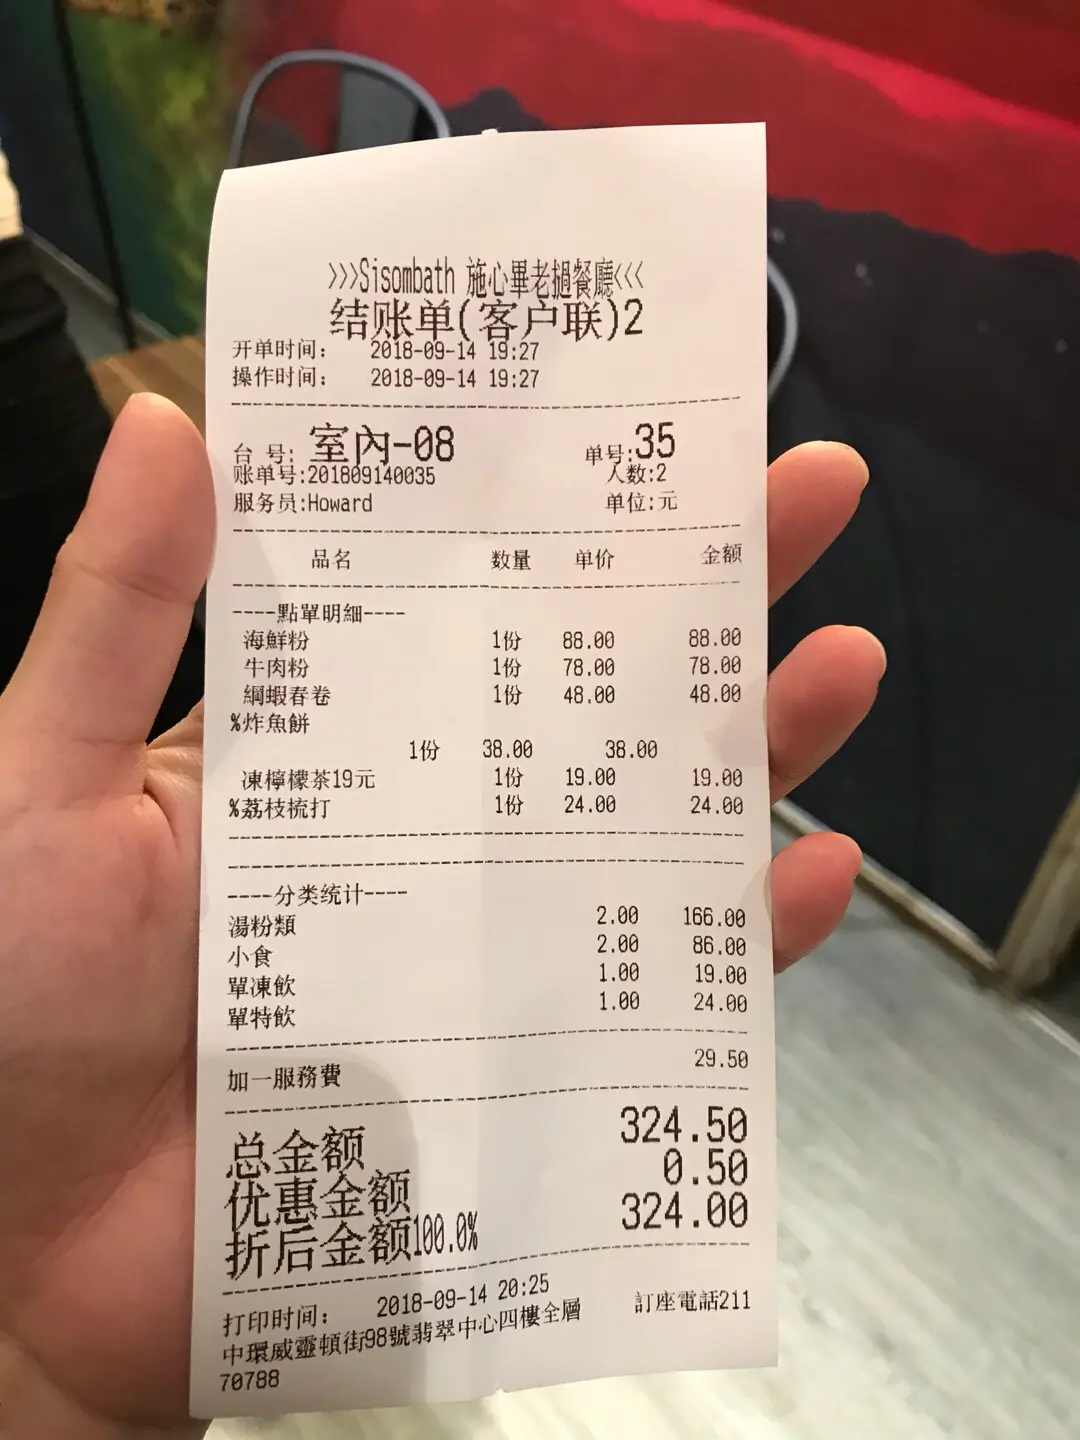 >>>Sisombath 施心畢老撾餐廳<<<
结账单(客户联)2
开单时间: 2018-09-14 19:27
操作时间: 2018-09-14 19:27
台 号: 室內-08 单号:35
账单号:201809140035 人数:2
服务员:Howard 单位:元
品名 数量 单价 金额
----點單明細----
海鮮粉 1份 88.00 88.00
牛肉粉 1份 78.00 78.00
綱蝦春卷 1份 48.00 48.00
%炸魚餅
1份 38.00 38.00
凍檸檬茶19元 1份 19.00 19.00
%荔枝梳打 1份 24.00 24.00
----分类统计----
湯粉類 2.00 166.00
小食 2.00 86.00
單凍飲 1.00 19.00
單特飲 1.00 24.00
加一服務費 29.50
总金额 324.50
优惠金额 0.50
折后金额100.0% 324.00
打印时间: 2018-09-14 20:25
中環威靈頓街98號翡翠中心四樓全層 訂座電話211
70788